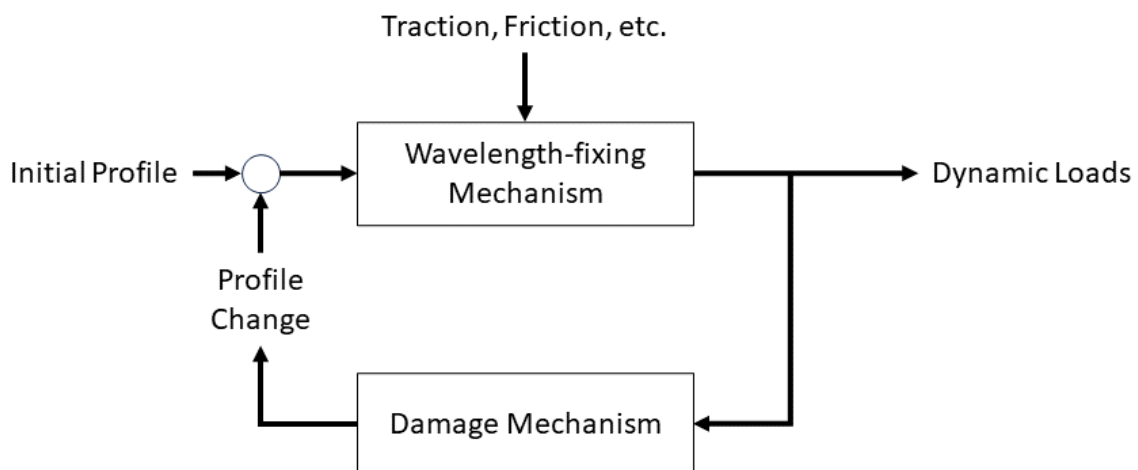 Traction, Friction, etc.
Initial Profile
Wavelength-fixing
Mechanism
Dynamic Loads
Profile
Change
Damage Mechanism